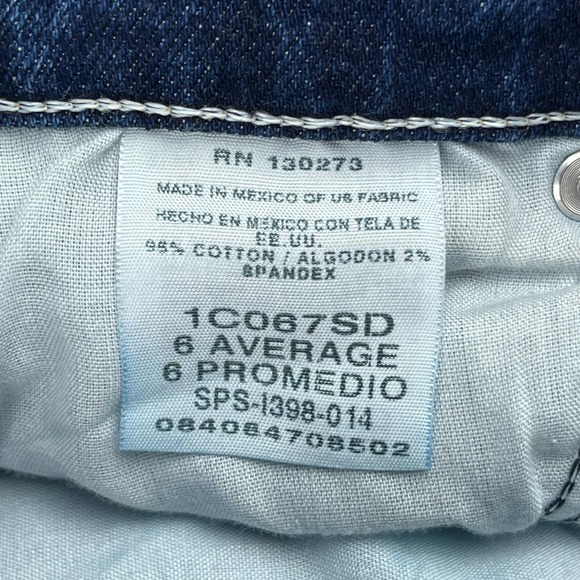 RN 130273
MADE IN MEXICO OF US FABRIC
HECHO EN MEXICO CON TELA DE
EE.UU.
98% COTTON / ALGODON 2%
SPANDEX
1C067SD
6 AVERAGE
6 PROMEDIO
SPS-I398-014
084084708502